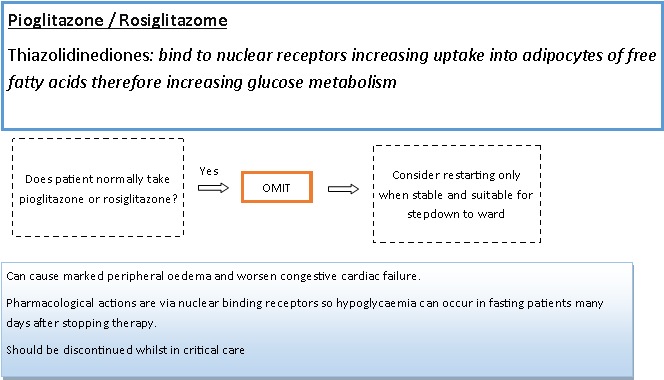 Pioglitazone / Rosiglitazome
Thiazolidinediones: bind to nuclear receptors increasing uptake into adipocytes of free
fatty acids therefore increasing glucose metabolism
Does patient normally take
pioglitazone or rosiglitazone?
Yes
OMIT
Consider restarting only
when stable and suitable for
stepdown to ward
Can cause marked peripheral oedema and worsen congestive cardiac failure.
Pharmacological actions are via nuclear binding receptors so hypoglycaemia can occur in fasting patients many
days after stopping therapy.
Should be discontinued whilst in critical care